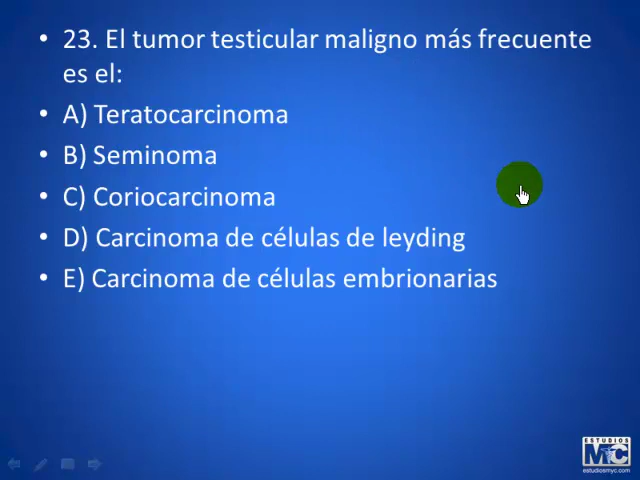 • 23. El tumor testicular maligno más frecuente
es el:
• A) Teratocarcinoma
• B) Seminoma
• C) Coriocarcinoma
• D) Carcinoma de células de leyding
• E) Carcinoma de células embrionarias
ESTUDIOS
MyC
estudiosmyc.com